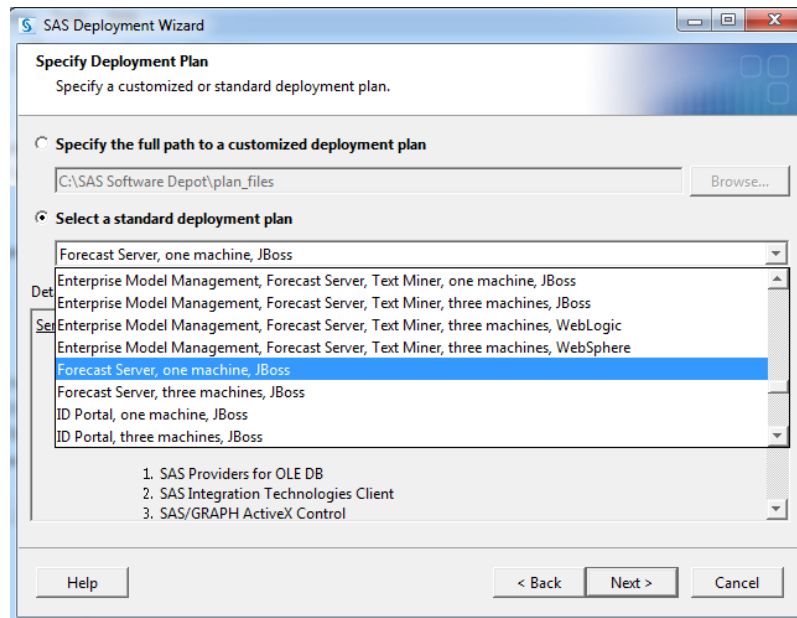 SAS Deployment Wizard
Specify Deployment Plan
Specify a customized or standard deployment plan.
Specify the full path to a customized deployment plan
C:\SAS Software Depot\plan_files
Browse...
Select a standard deployment plan
Forecast Server, one machine, JBoss
Enterprise Model Management, Forecast Server, Text Miner, one machine, JBoss
Det
Enterprise Model Management, Forecast Server, Text Miner, three machines, JBoss
Ser
Enterprise Model Management, Forecast Server, Text Miner, three machines, WebLogic
Enterprise Model Management, Forecast Server, Text Miner, three machines, WebSphere
Forecast Server, one machine, JBoss
Forecast Server, three machines, JBoss
ID Portal, one machine, JBoss
ID Portal, three machines, JBoss
1. SAS Providers for OLE DB
2. SAS Integration Technologies Client
3. SAS/GRAPH ActiveX Control
Help
< Back
Next >
Cancel